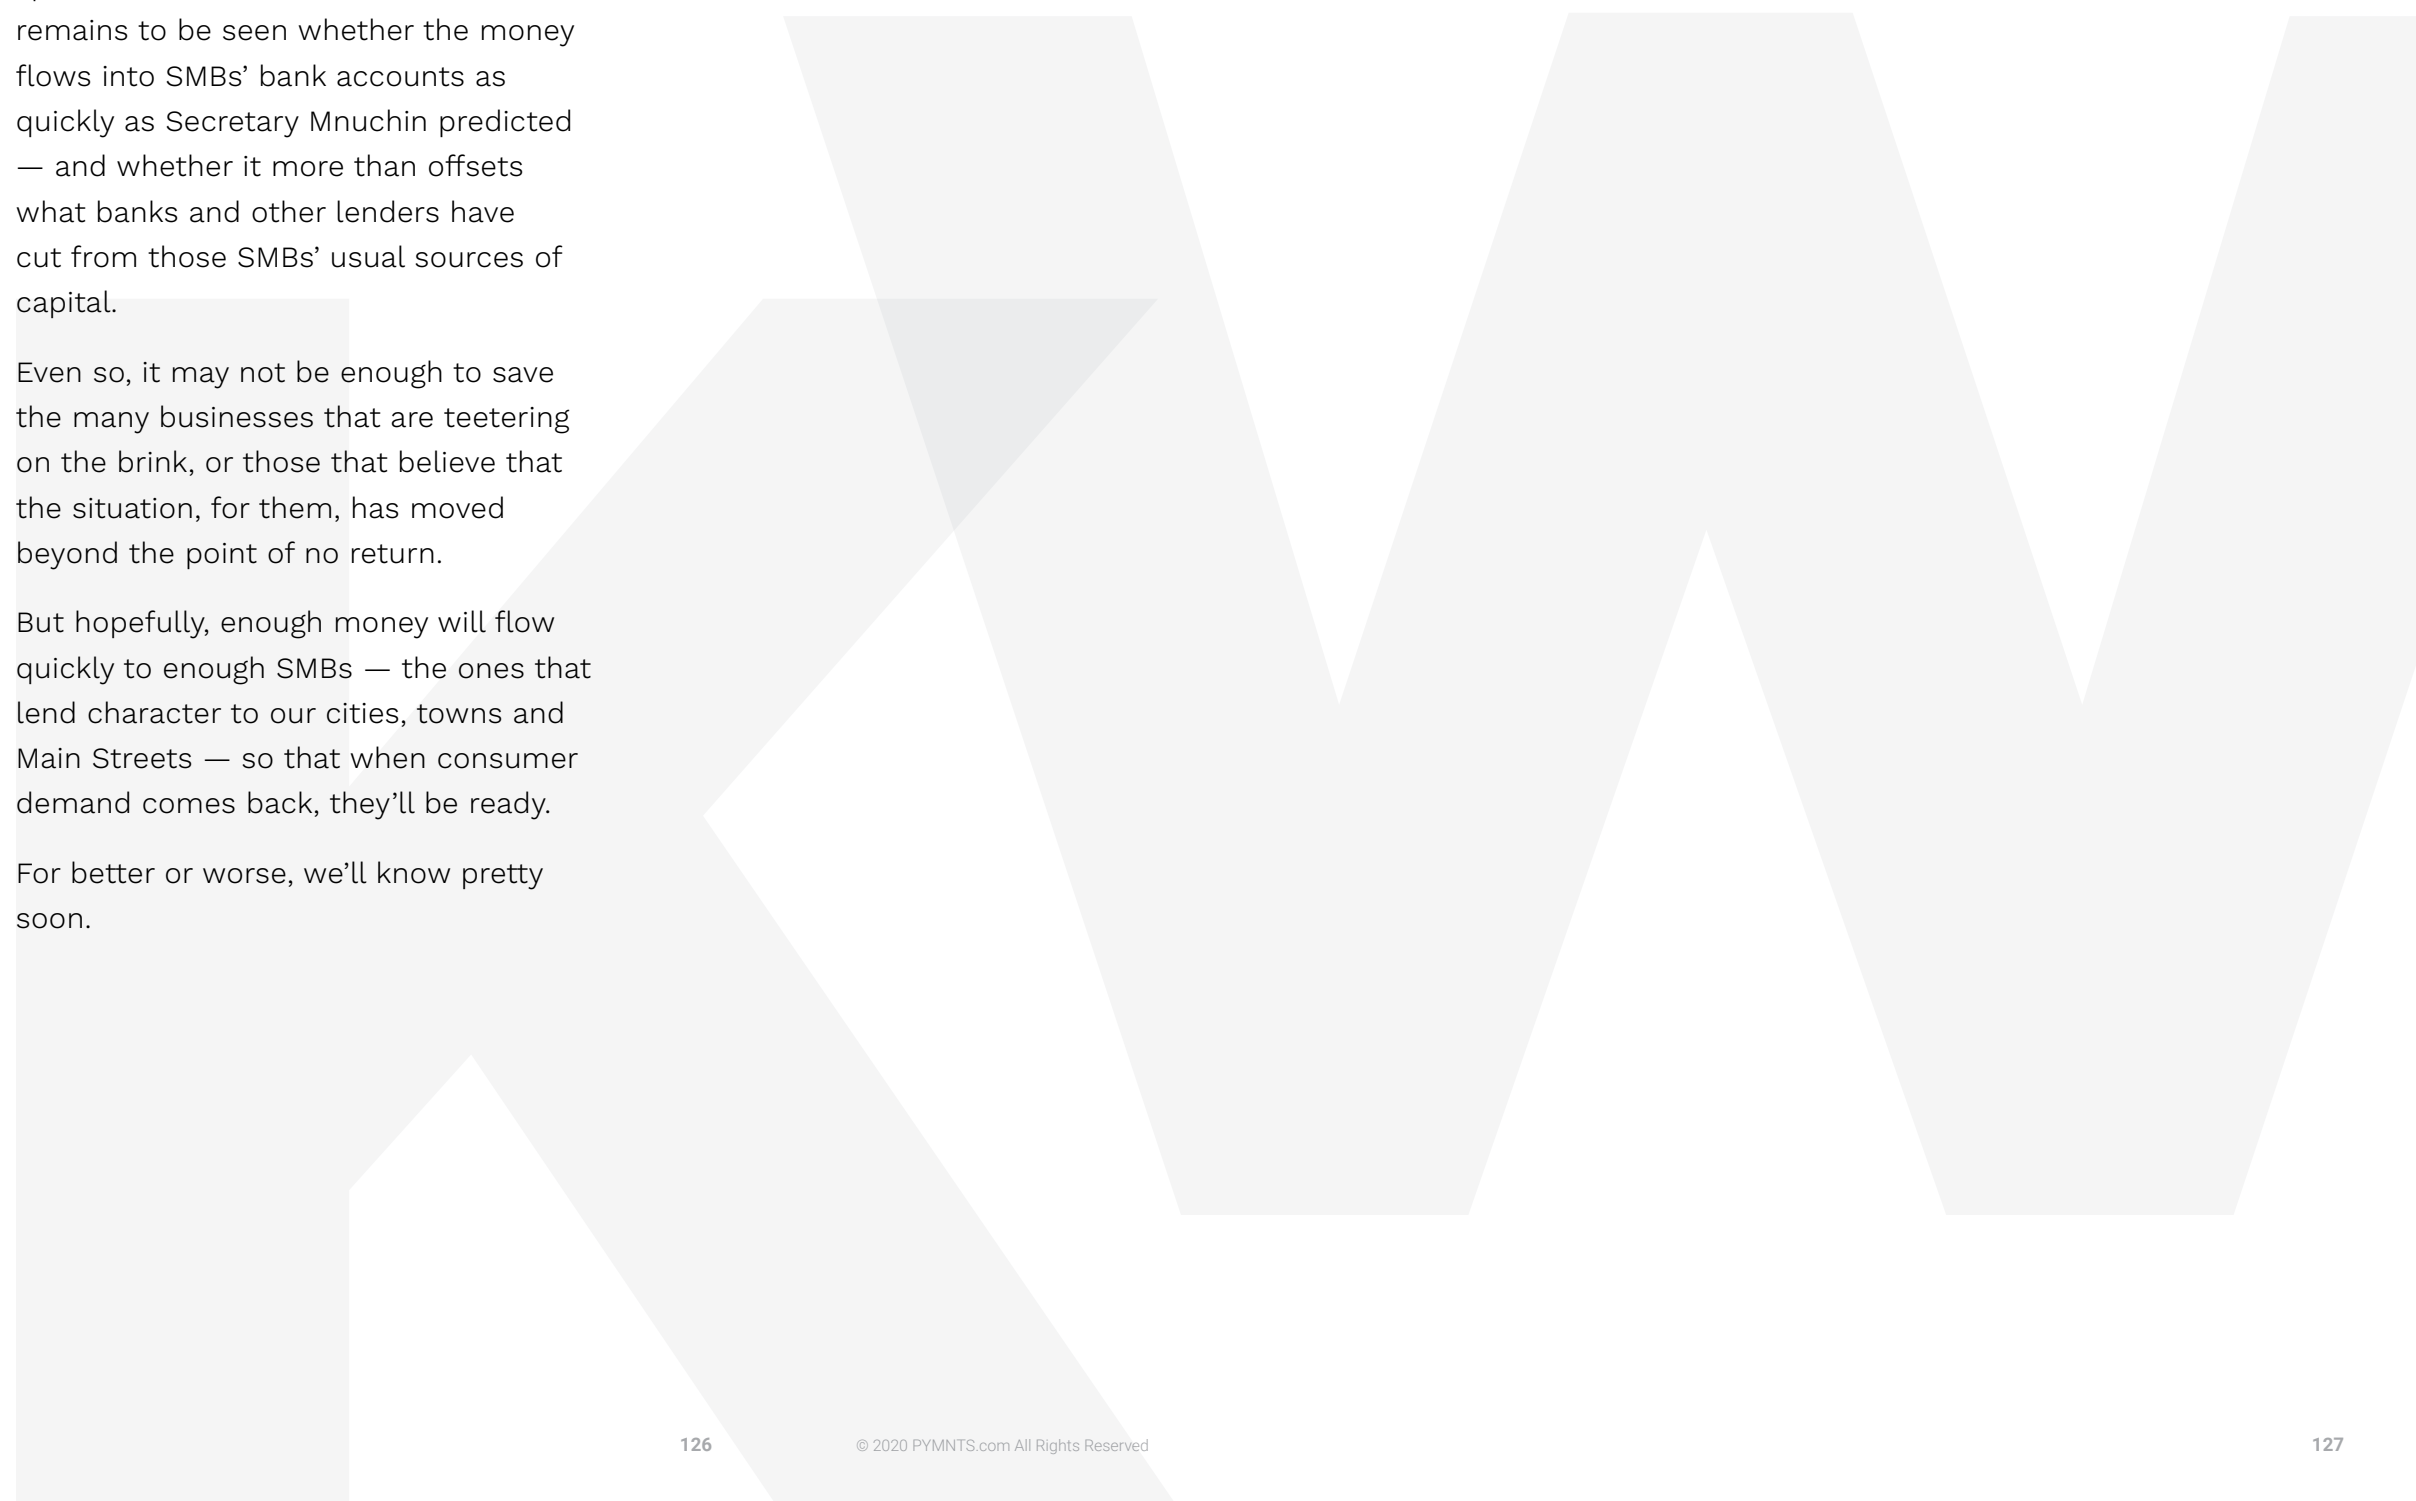 remains to be seen whether the money
flows into SMBs’ bank accounts as
quickly as Secretary Mnuchin predicted
— and whether it more than offsets
what banks and other lenders have
cut from those SMBs’ usual sources of
capital.
Even so, it may not be enough to save
the many businesses that are teetering
on the brink, or those that believe that
the situation, for them, has moved
beyond the point of no return.
But hopefully, enough money will flow
quickly to enough SMBs — the ones that
lend character to our cities, towns and
Main Streets — so that when consumer
demand comes back, they’ll be ready.
For better or worse, we’ll know pretty
soon.
KW
126
© 2020 PYMNTS.com All Rights Reserved
127